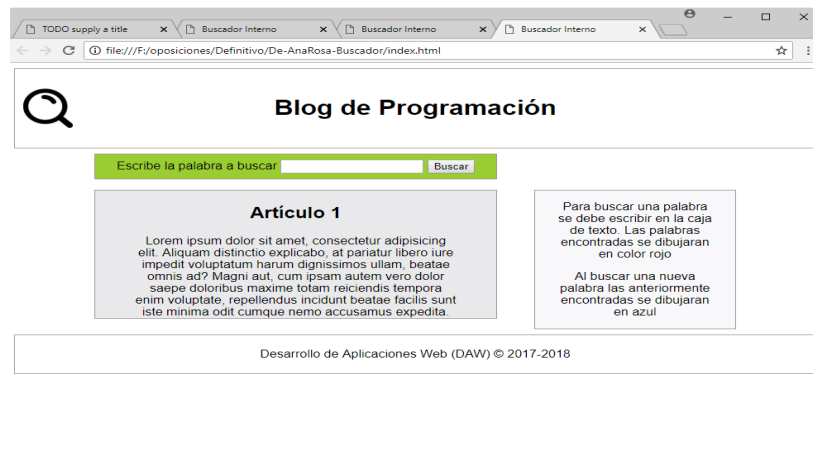 TODO supply a title
Buscador Interno
Buscador Interno
Buscador Interno
file:///F:/oposiciones/Definitivo/De-AnaRosa-Buscador/index.html
Blog de Programación
Escribe la palabra a buscar
Buscar
Artículo 1
Lorem ipsum dolor sit amet, consectetur adipisicing
elit. Aliquam distinctio explicabo, at pariatur libero iure
impedit voluptatum harum dignissimos ullam, beatae
omnis ad? Magni aut, cum ipsam autem vero dolor
saepe doloribus maxime totam reiciendis tempora
enim voluptate, repellendus incidunt beatae facilis sunt
iste minima odit cumque nemo accusamus expedita.
Para buscar una palabra
se debe escribir en la caja
de texto. Las palabras
encontradas se dibujaran
en color rojo
Al buscar una nueva
palabra las anteriormente
encontradas se dibujaran
en azul
Desarrollo de Aplicaciones Web (DAW) © 2017-2018